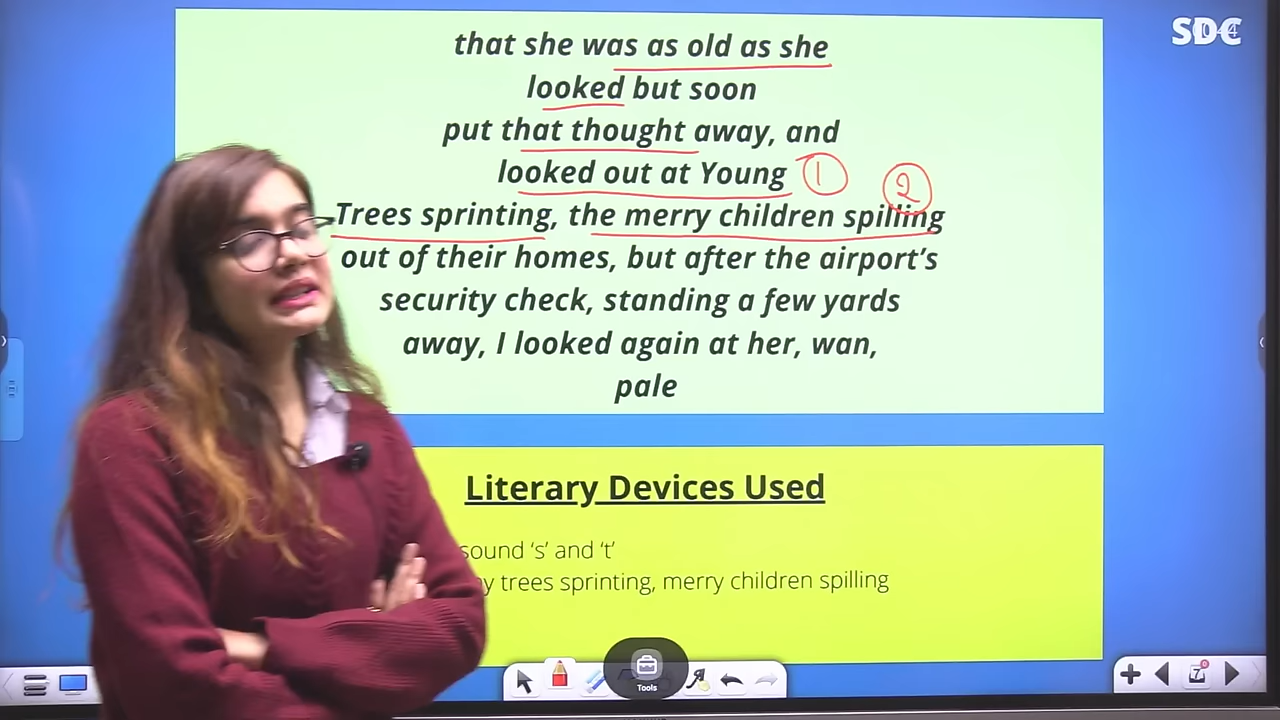 SDC
that she was as old as she
looked but soon
put that thought away, and
looked out at Young
1
2
Trees sprinting, the merry children spilling
out of their homes, but after the airport’s
security check, standing a few yards
away, I looked again at her, wan,
pale
Literary Devices Used
sound ‘s’ and ‘t’
trees sprinting, merry children spilling
Tools